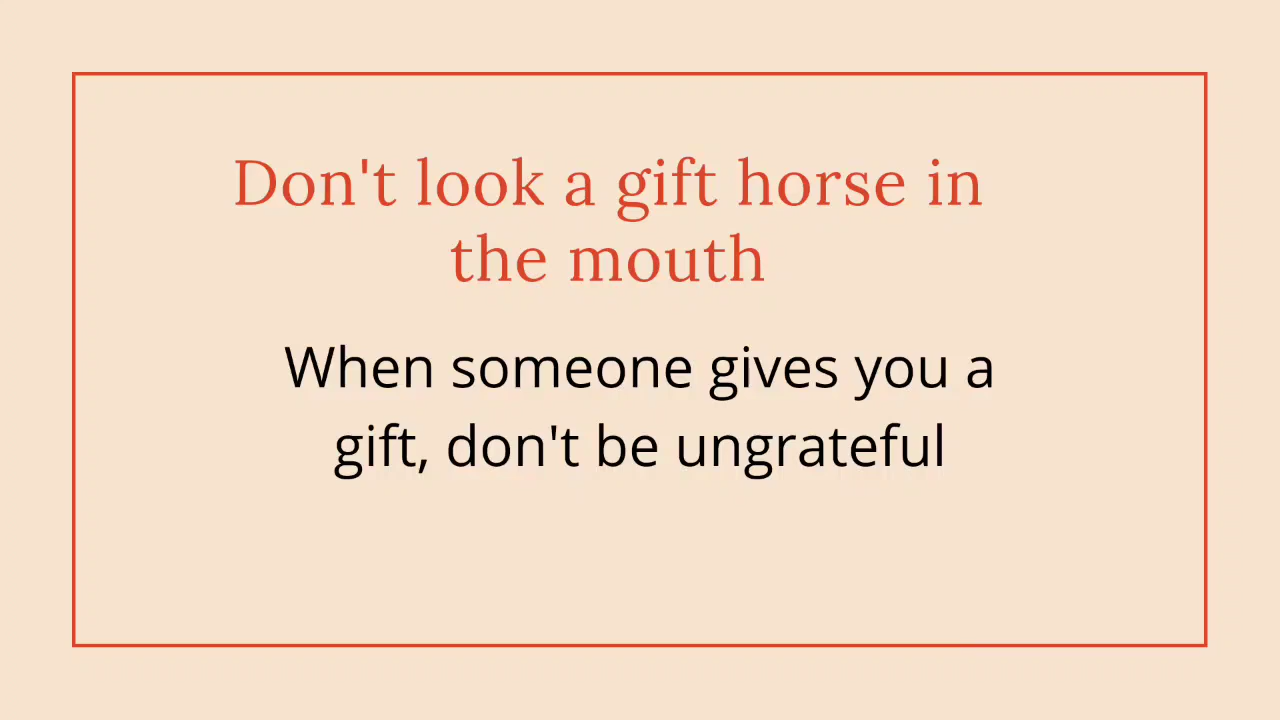 Don't look a gift horse in
the mouth
When someone gives you a
gift, don't be ungrateful